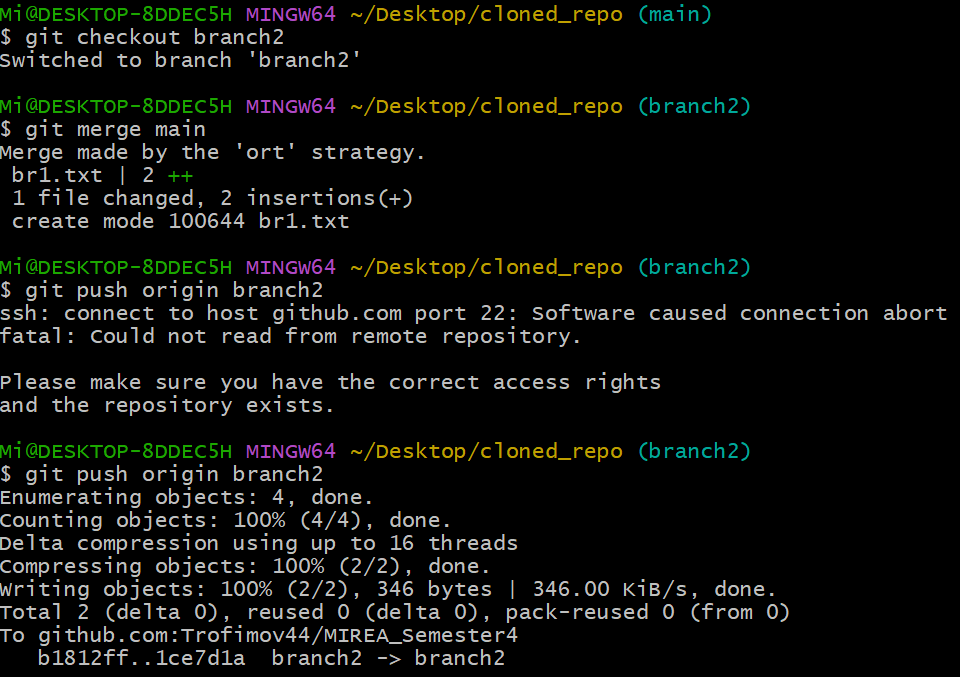 Mi@DESKTOP-8DDEC5H MINGW64 ~/Desktop/cloned_repo (main)
$ git checkout branch2
Switched to branch 'branch2'

Mi@DESKTOP-8DDEC5H MINGW64 ~/Desktop/cloned_repo (branch2)
$ git merge main
Merge made by the 'ort' strategy.
 br1.txt | 2 ++
 1 file changed, 2 insertions(+)
 create mode 100644 br1.txt

Mi@DESKTOP-8DDEC5H MINGW64 ~/Desktop/cloned_repo (branch2)
$ git push origin branch2
ssh: connect to host github.com port 22: Software caused connection abort
fatal: Could not read from remote repository.

Please make sure you have the correct access rights
and the repository exists.

Mi@DESKTOP-8DDEC5H MINGW64 ~/Desktop/cloned_repo (branch2)
$ git push origin branch2
Enumerating objects: 4, done.
Counting objects: 100% (4/4), done.
Delta compression using up to 16 threads
Compressing objects: 100% (2/2), done.
Writing objects: 100% (2/2), 346 bytes | 346.00 KiB/s, done.
Total 2 (delta 0), reused 0 (delta 0), pack-reused 0 (from 0)
To github.com:Trofimov44/MIREA_Semester4
   b1812ff..1ce7d1a  branch2 -> branch2